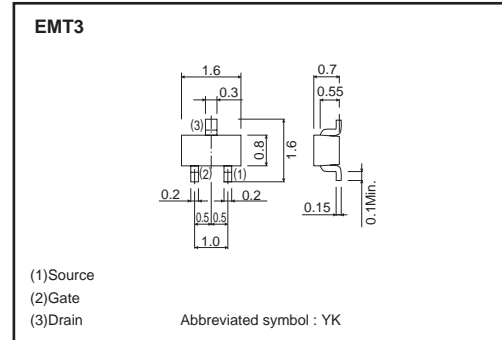 EMT3
1.6
0.3
(3)
0.8
1.6
(2)
(1)
0.2
0.2
0.5
0.5
1.0
0.7
0.55
0.15
0.1Min.
(1)Source
(2)Gate
(3)Drain
Abbreviated symbol : YK